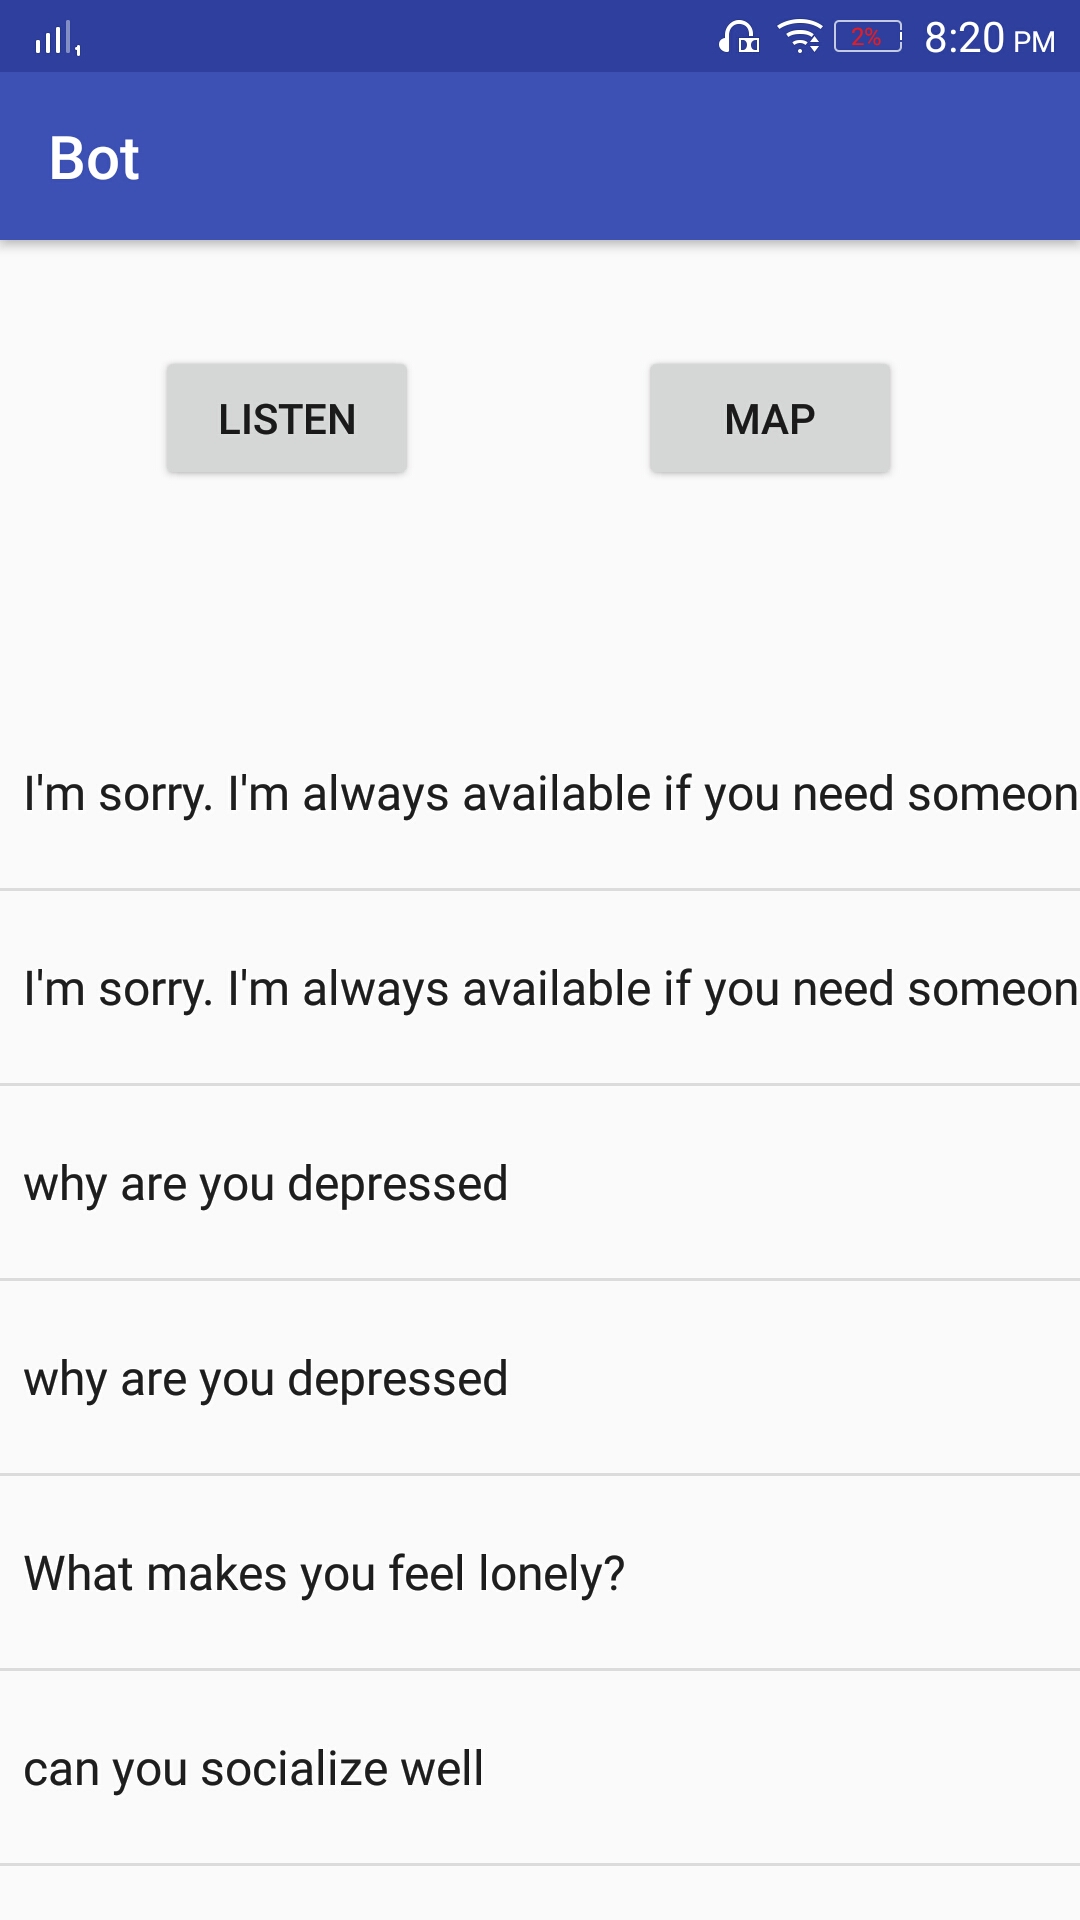 2% 8:20 PM
Bot
LISTEN MAP
I'm sorry. I'm always available if you need someon
I'm sorry. I'm always available if you need someon
why are you depressed
why are you depressed
What makes you feel lonely?
can you socialize well